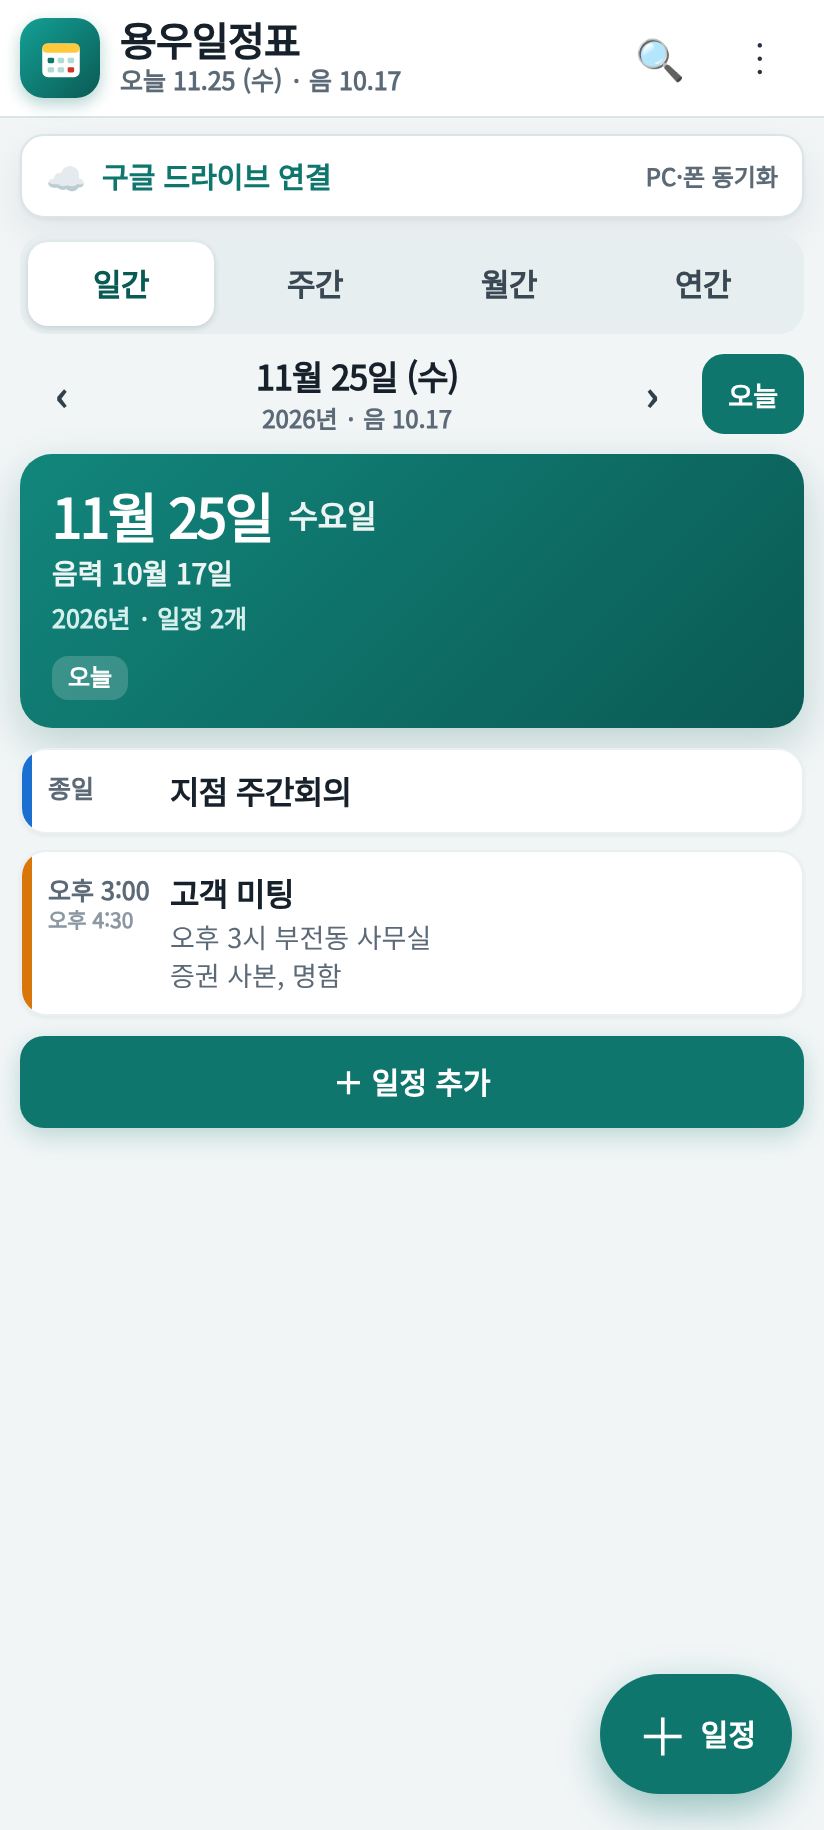 용우일정표
오늘 11.25 (수) · 음 10.17
구글 드라이브 연결
PC·폰 동기화
일간
주간
월간
연간
‹
11월 25일 (수)
2026년 · 음 10.17
›
오늘
11월 25일 수요일
음력 10월 17일
2026년 · 일정 2개
오늘
종일
지점 주간회의
오후 3:00
오후 4:30
고객 미팅
오후 3시 부전동 사무실
증권 사본, 명함
+ 일정 추가
+ 일정